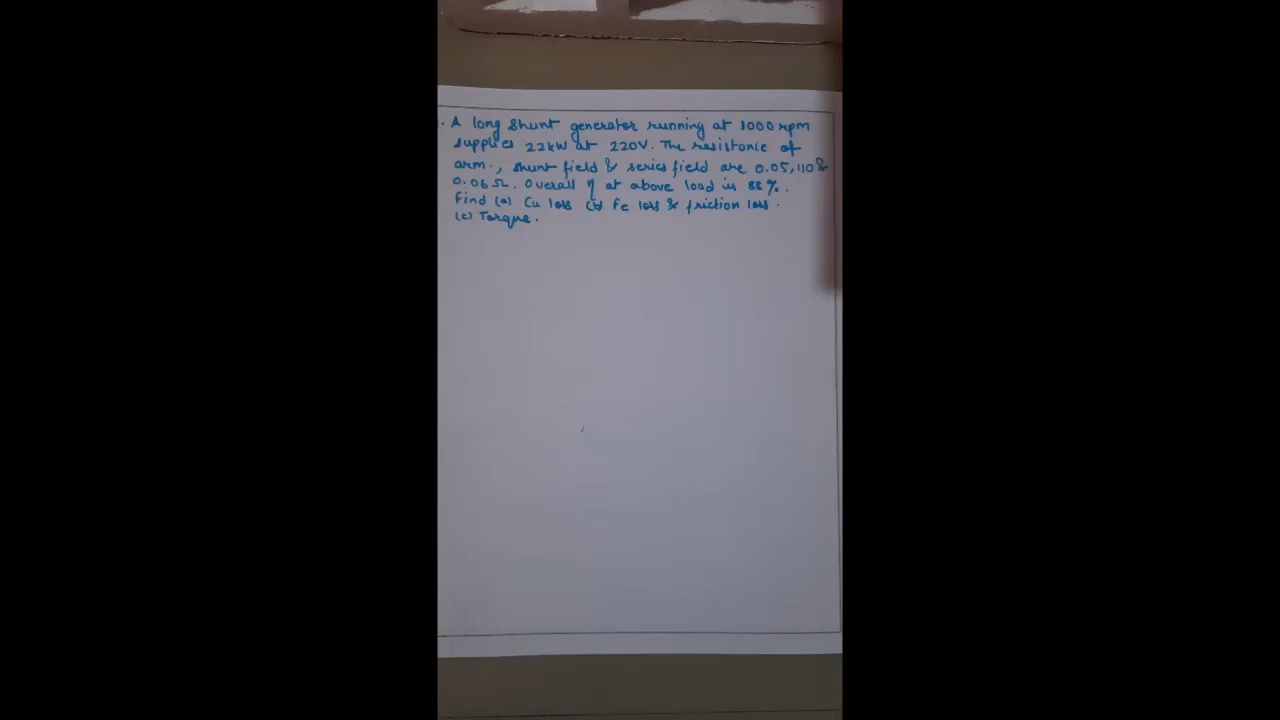 . A long shunt generator running at 1000 rpm
supplies 22kW at 220V. The resistance of
arm., shunt field & series field are 0.05, 110 &
0.06 Ω. Overall η at above load is 88%.
Find (a) Cu loss (b) Fe loss & friction loss.
(c) Torque.